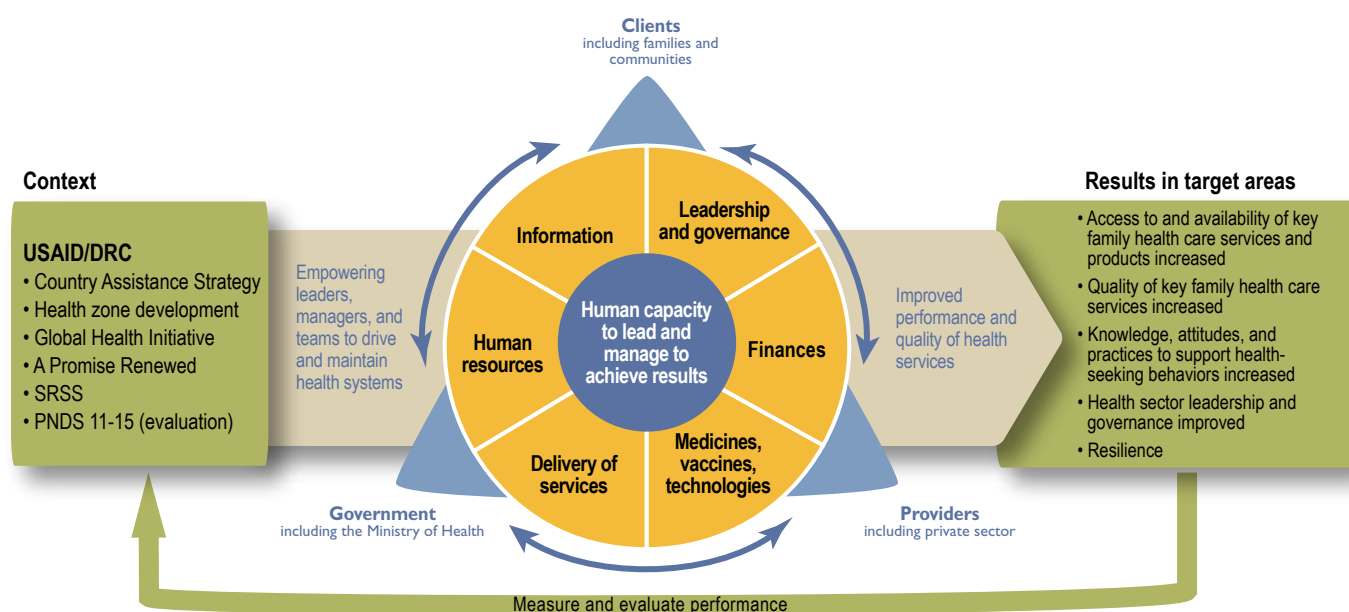 Clients
including families and
communities
Context
USAID/DRC
• Country Assistance Strategy
• Health zone development
• Global Health Initiative
• A Promise Renewed
• SRSS
• PNDS 11-15 (evaluation)
Empowering
leaders,
managers, and
teams to drive
and maintain
health systems
Information
Leadership
and governance
Human
resources
Human capacity
to lead and
manage to
achieve results
Finances
Delivery of
services
Medicines,
vaccines,
technologies
Government
including the Ministry of Health
Providers
including private sector
Improved
performance and
quality of health
services
Results in target areas
• Access to and availability of key
family health care services and
products increased
• Quality of key family health care
services increased
• Knowledge, attitudes, and
practices to support health-
seeking behaviors increased
• Health sector leadership and
governance improved
• Resilience
Measure and evaluate performance